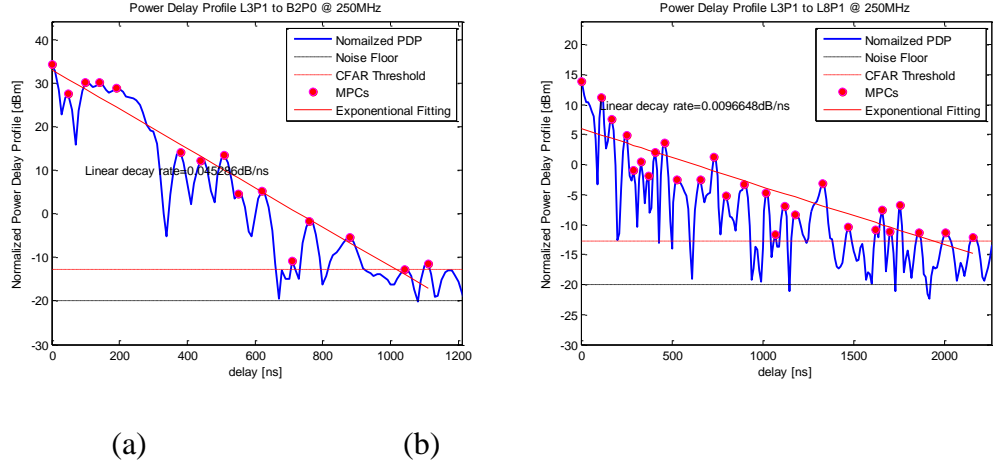 Power Delay Profile L3P1 to B2P0 @ 250MHz
Normalized Power Delay Profile [dBm]
40
30
20
10
0
-10
-20
-30
0
200
400
600
800
1000
1200
delay [ns]
Nomailzed PDP
Noise Floor
CFAR Threshold
MPCs
Exponentional Fitting
Linear decay rate=0.045286dB/ns
Power Delay Profile L3P1 to L8P1 @ 250MHz
Normalized Power Delay Profile [dBm]
20
15
10
5
0
-5
-10
-15
-20
-25
-30
0
500
1000
1500
2000
delay [ns]
Nomailzed PDP
Noise Floor
CFAR Threshold
MPCs
Exponentional Fitting
Linear decay rate=0.0096648dB/ns
(a)
(b)